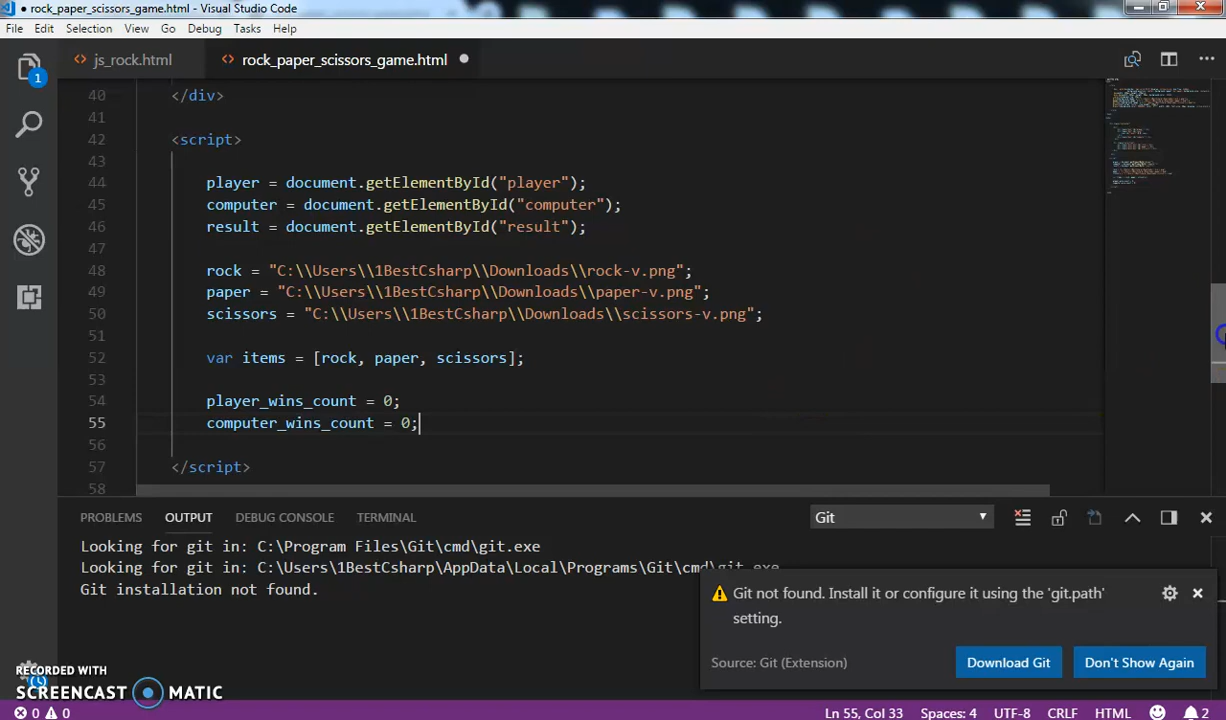 rock_paper_scissors_game.html - Visual Studio Code
File Edit Selection View Go Debug Tasks Help
js_rock.html rock_paper_scissors_game.html
1
40 </div>
41
42 <script>
43
44 player = document.getElementById("player");
45 computer = document.getElementById("computer");
46 result = document.getElementById("result");
47
48 rock = "C:\\Users\\1BestCsharp\\Downloads\\rock-v.png";
49 paper = "C:\\Users\\1BestCsharp\\Downloads\\paper-v.png";
50 scissors = "C:\\Users\\1BestCsharp\\Downloads\\scissors-v.png";
51
52 var items = [rock, paper, scissors];
53
54 player_wins_count = 0;
55 computer_wins_count = 0;
56
57 </script>
58
PROBLEMS OUTPUT DEBUG CONSOLE TERMINAL Git
Looking for git in: C:\Program Files\Git\cmd\git.exe
Looking for git in: C:\Users\1BestCsharp\AppData\Local\Programs\Git\cmd\git.exe
Git installation not found.
Git not found. Install it or configure it using the 'git.path'
setting.
Source: Git (Extension) Download Git Don't Show Again
RECORDED WITH
SCREENCAST MATIC
0 0 Ln 55, Col 33 Spaces: 4 UTF-8 CRLF HTML 2